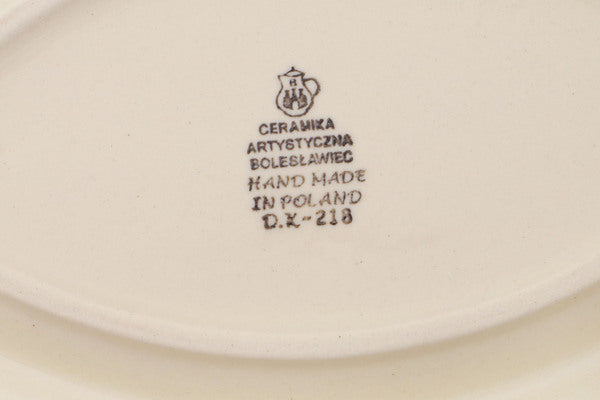 B
CERAMIKA
ARTYSTYCZNA
BOLESŁAWIEC
HAND MADE
IN POLAND
D.K-218